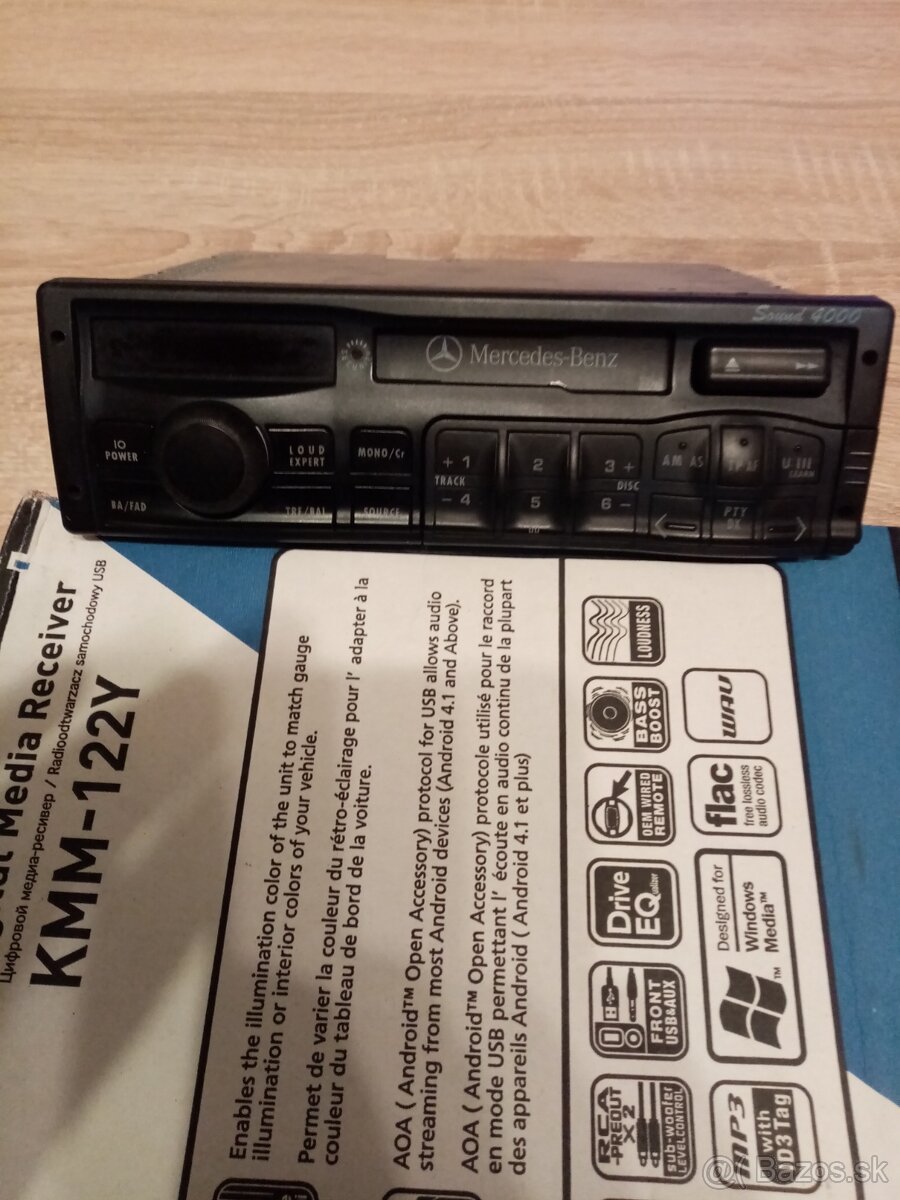 Sound 4000
Mercedes-Benz
IO
POWER
LOUD
EXPERT
MONO/Cr
+ 1
2
3 +
TRACK
DISC
- 4
5
6 -
AM AS
U III
LEARN
BA/FAD
TRE/BAL
SOURCE
PTY
Media Receiver
Цифровой медиа-ресивер / Radioodtwarzacz samochodowy USB
KMM-122Y
Enables the illumination color of the unit to match gauge
illumination or interior colors of your vehicle.
Permet de varier la couleur du rétro-éclairage pour l' adapter à la
couleur du tableau de bord de la voiture.
AOA ( Android™ Open Accessory) protocol for USB allows audio
streaming from most Android devices (Android 4.1 and Above).
AOA ( Android™ Open Accessory) protocole utilisé pour le raccord
en mode USB permettant l' écoute en audio continu de la plupart
des appareils Android ( Android 4.1 et plus)
LOUDNESS
BASS
BOOST
WAV
OEM WIRED
REMOTE
flac
free lossless
audio codec
Drive
EQ
Designed for
Windows
Media™
FRONT
USB&AUX
RCA
-PREOUT
X 2
sub-woofer
LEVELCONTROL
MP3
with
ID3 Tag
@ Bazos.sk